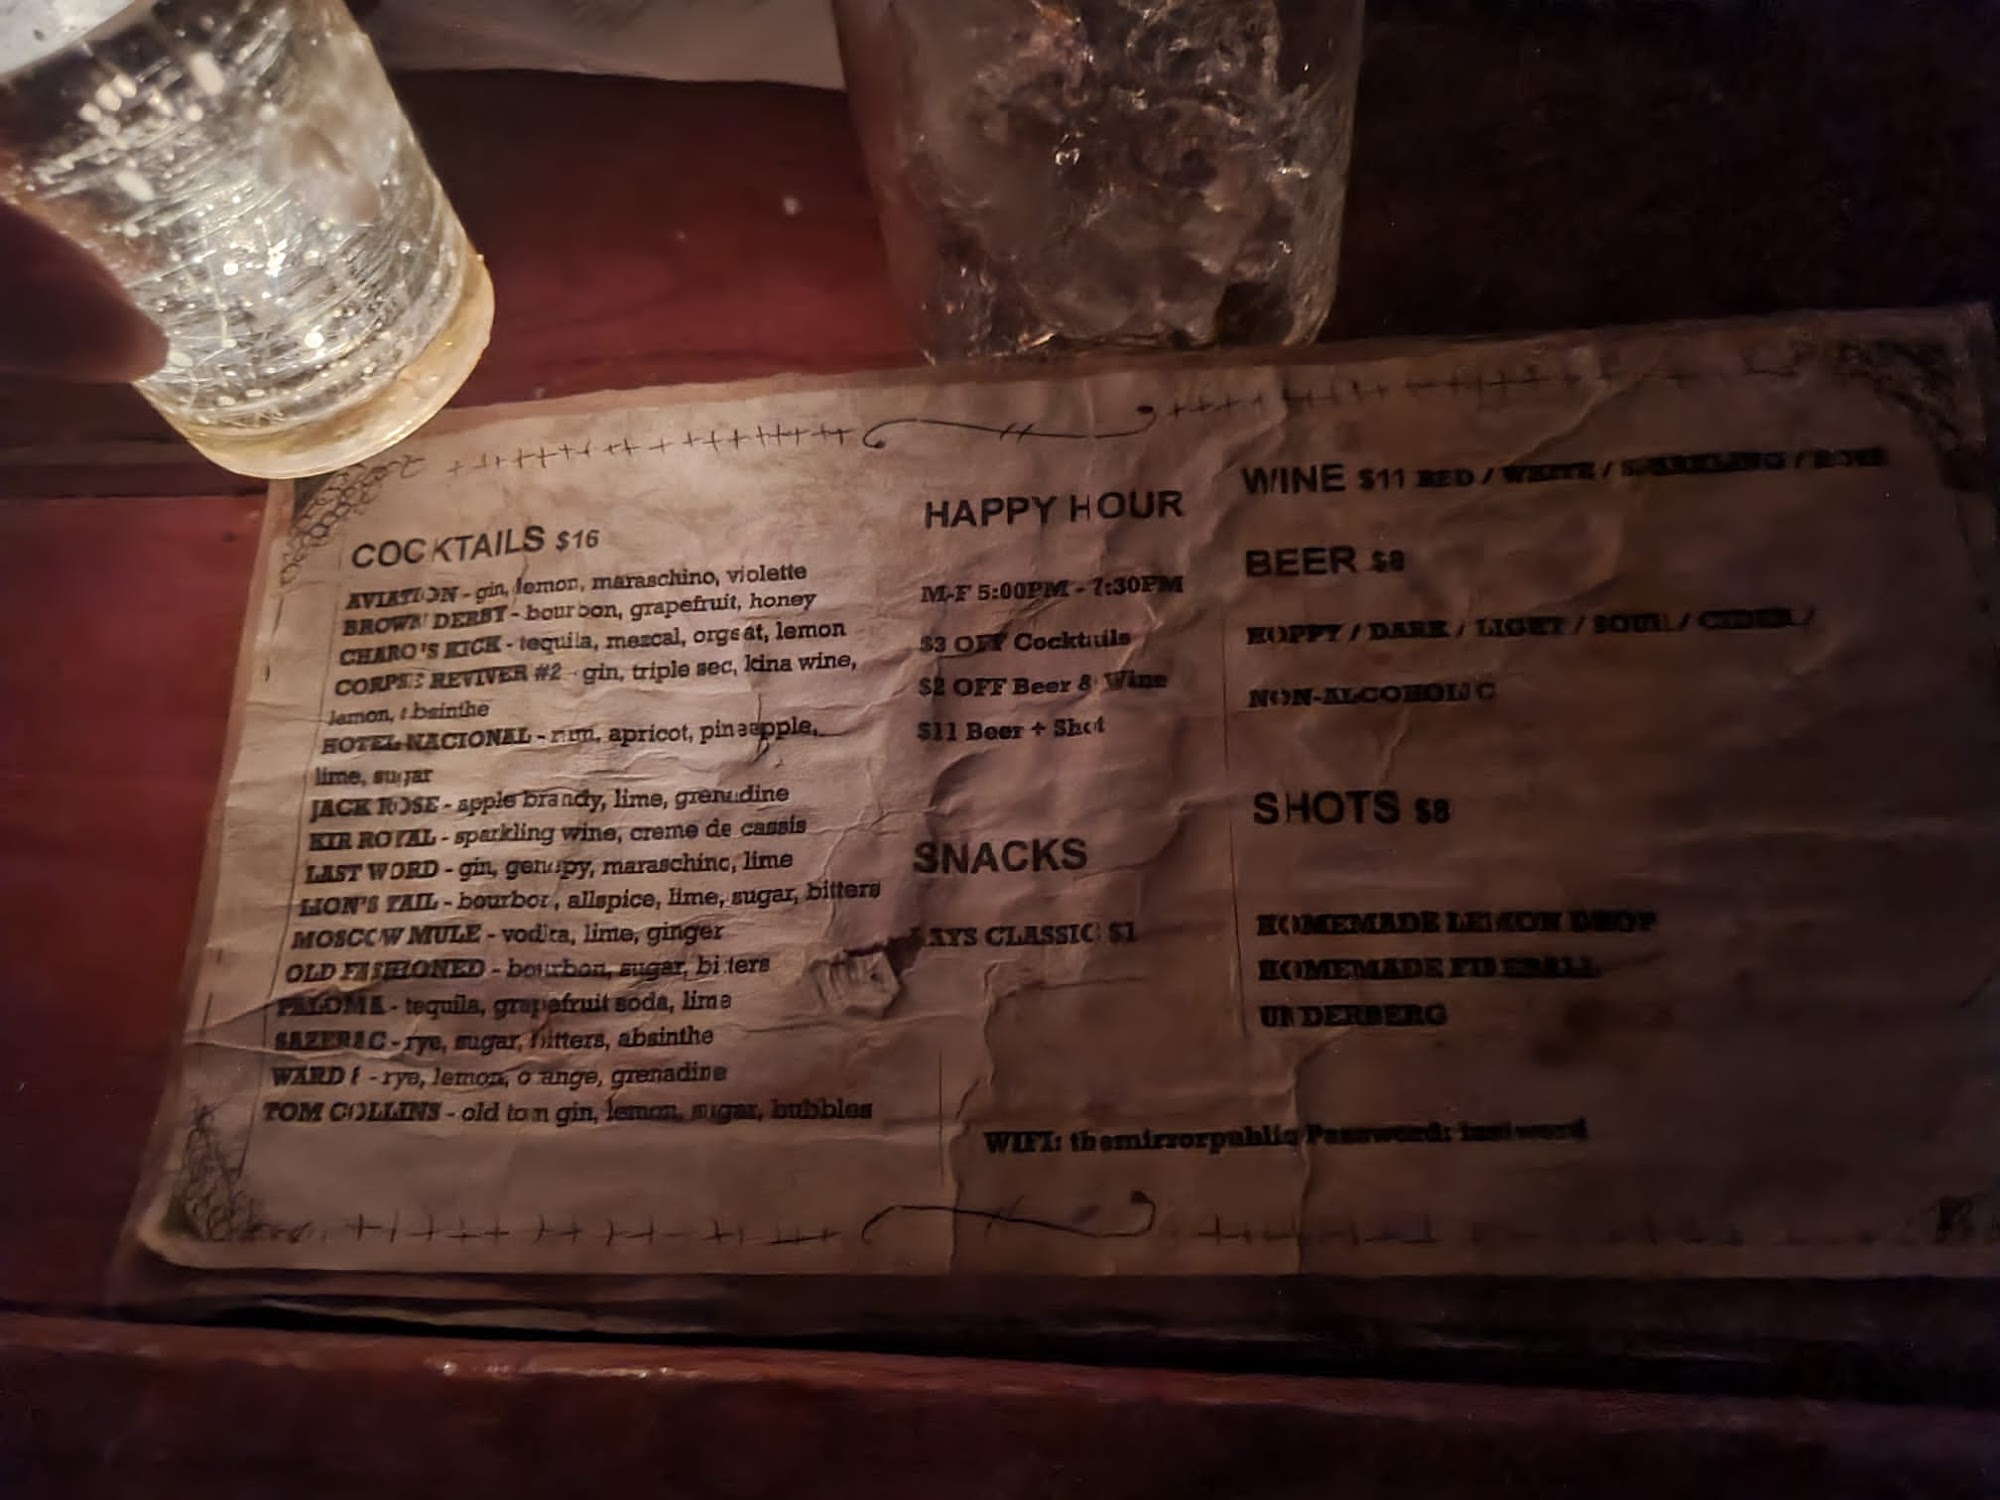 COCKTAILS $16
AVIATION - gin, lemon, maraschino, violette
BROWN DERBY - bourbon, grapefruit, honey
CHARO'S KICK - tequila, mezcal, orgeat, lemon
CORPSE REVIVER #2 - gin, triple sec, kina wine,
lemon, absinthe
HOTEL NACIONAL - rum, apricot, pineapple,
lime, sugar
JACK ROSE - apple brandy, lime, grenadine
KIR ROYAL - sparkling wine, creme de cassis
LAST WORD - gin, genepy, maraschino, lime
LION'S TAIL - bourbon, allspice, lime, sugar, bitters
MOSCOW MULE - vodka, lime, ginger
OLD FASHIONED - bourbon, sugar, bitters
PALOMA - tequila, grapefruit soda, lime
SAZERAC - rye, sugar, bitters, absinthe
WARD 8 - rye, lemon, orange, grenadine
TOM COLLINS - old tom gin, lemon, sugar, bubbles
HAPPY HOUR
M-F 5:00PM - 7:30PM
$3 OFF Cocktails
$2 OFF Beer & Wine
$11 Beer + Shot
SNACKS
LAYS CLASSIC $1
WINE $11 RED / WHITE / SPARKLING / ROSE
BEER $8
HOPPY / DARK / LIGHT / SOUR / CIDER /
NON-ALCOHOLIC
SHOTS $8
HOMEMADE LEMON DROP
HOMEMADE FIREBALL
UNDERBERG
WIFI: themirrorpublic Password: lastword